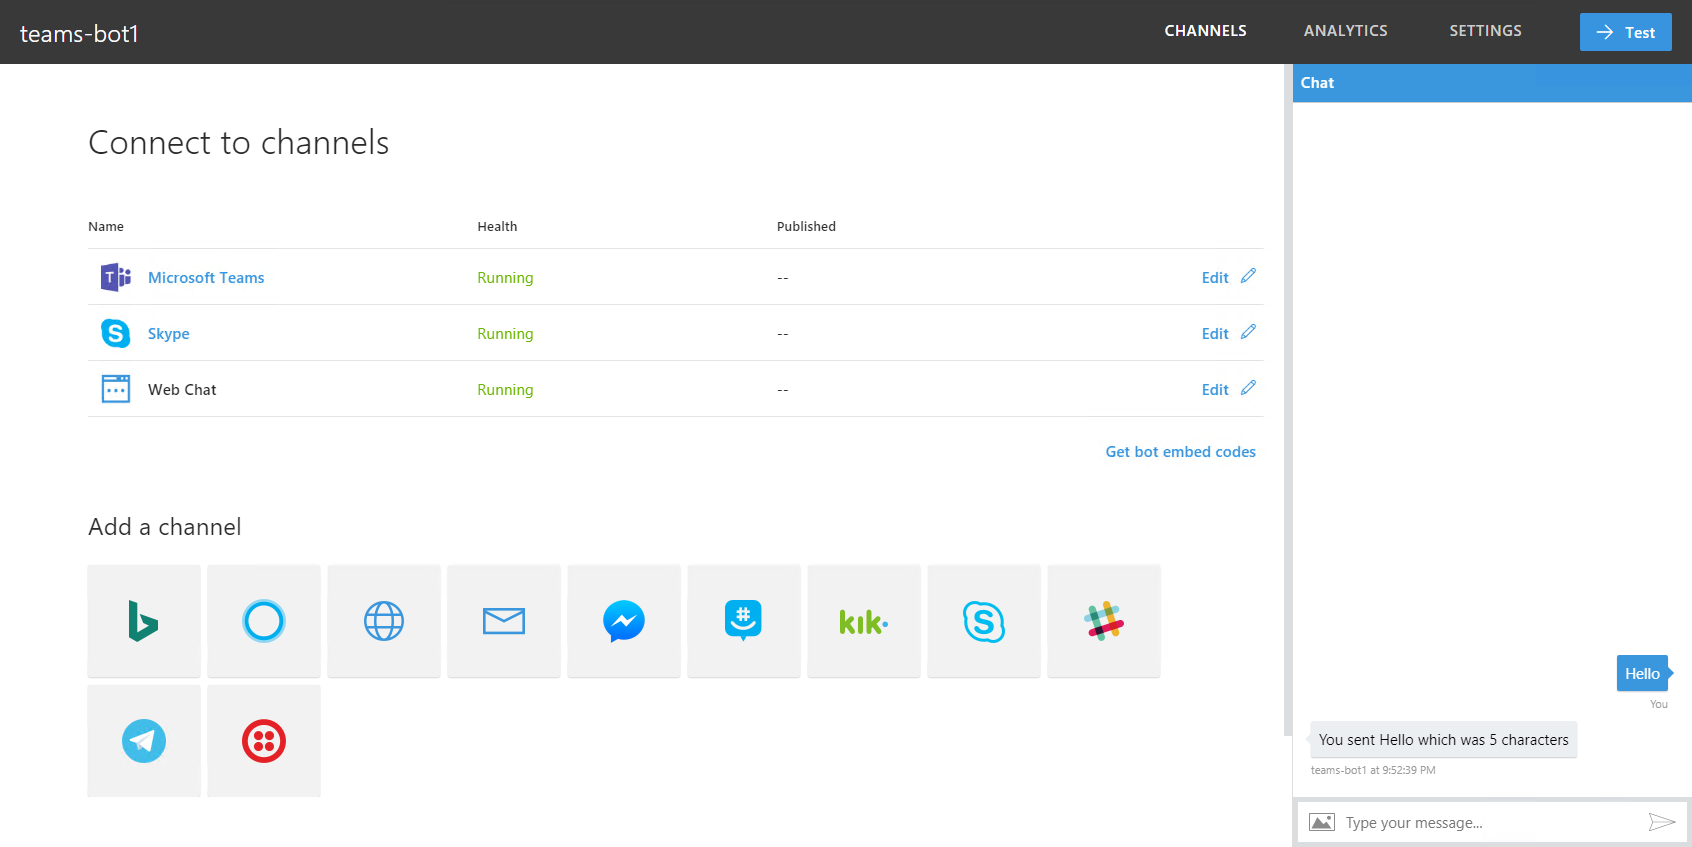 teams-bot1
CHANNELS
ANALYTICS
SETTINGS
Test
Chat
Connect to channels
Name Health Published
Microsoft Teams Running -- Edit
Skype Running -- Edit
Web Chat Running -- Edit
Get bot embed codes
Add a channel
kik.
Hello
You
You sent Hello which was 5 characters
teams-bot1 at 9:52:39 PM
Type your message...